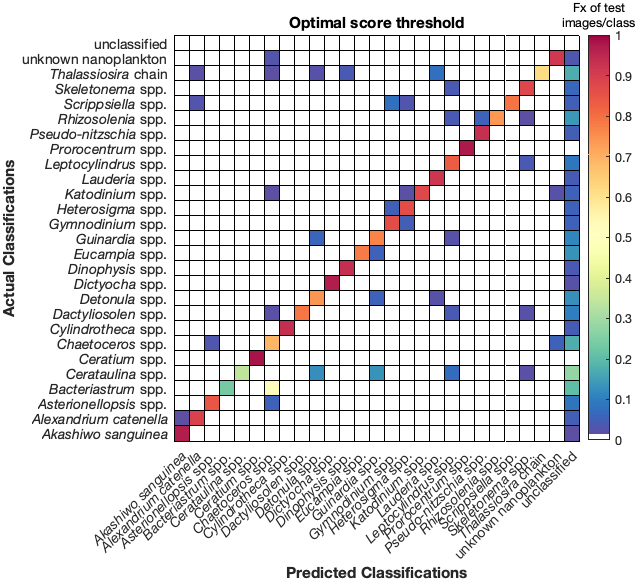 Optimal score threshold
Fx of test
images/class
unclassified
unknown nanoplankton
Thalassiosira chain
Skeletonema spp.
Scrippsiella spp.
Rhizosolenia spp.
Pseudo-nitzschia spp.
Prorocentrum spp.
Leptocylindrus spp.
Lauderia spp.
Katodinium spp.
Heterosigma spp.
Gymnodinium spp.
Guinardia spp.
Eucampia spp.
Dinophysis spp.
Dictyocha spp.
Detonula spp.
Dactyliosolen spp.
Cylindrotheca spp.
Chaetoceros spp.
Ceratium spp.
Cerataulina spp.
Bacteriastrum spp.
Asterionellopsis spp.
Alexandrium catenella
Akashiwo sanguinea
Actual Classifications
1
0.9
0.8
0.7
0.6
0.5
0.4
0.3
0.2
0.1
0
Akashiwo sanguinea
Alexandrium catenella
Asterionellopsis spp.
Bacteriastrum spp.
Cerataulina spp.
Ceratium spp.
Chaetoceros spp.
Cylindrotheca spp.
Dactyliosolen spp.
Detonula spp.
Dictyocha spp.
Dinophysis spp.
Eucampia spp.
Guinardia spp.
Gymnodinium spp.
Heterosigma spp.
Katodinium spp.
Lauderia spp.
Leptocylindrus spp.
Prorocentrum spp.
Pseudo-nitzschia spp.
Rhizosolenia spp.
Scrippsiella spp.
Skeletonema spp.
Thalassiosira chain
unknown nanoplankton
unclassified
Predicted Classifications